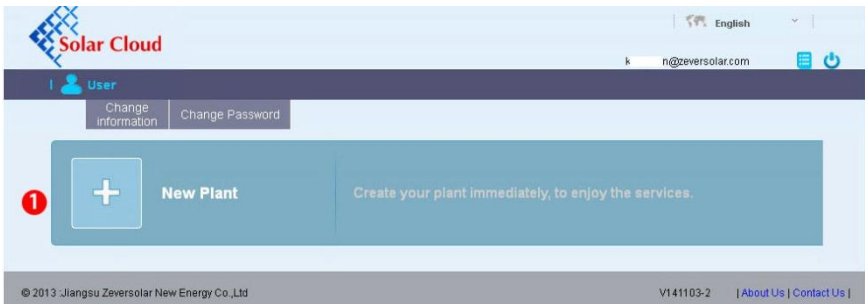 Solar Cloud
English
k n@zeversolar.com
User
Change information
Change Password
1
New Plant
Create your plant immediately, to enjoy the services.
© 2013 :Jiangsu Zeversolar New Energy Co.,Ltd
V141103-2 | About Us | Contact Us |